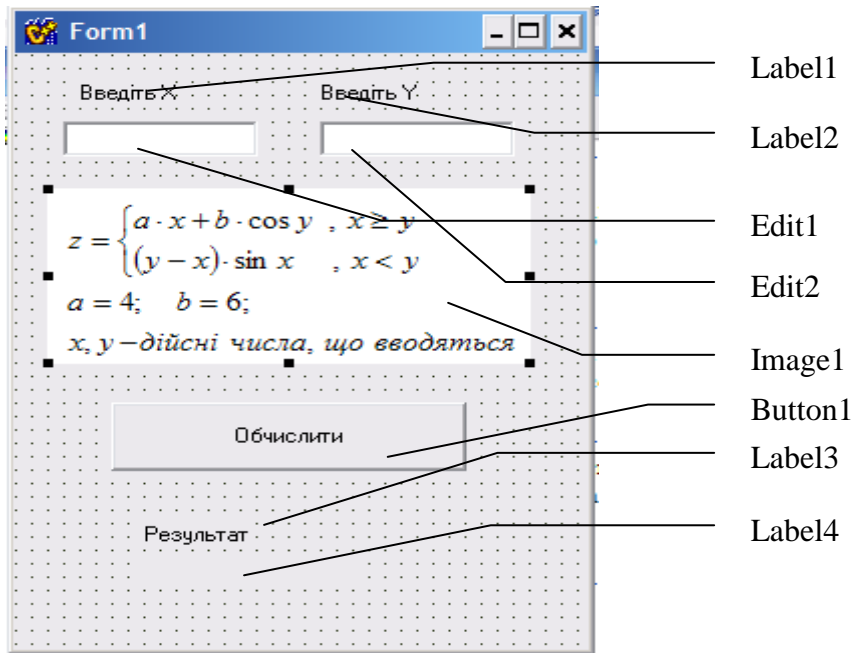 Form1
Введіть X
Введіть Y
z = { a · x + b · cos y , x ≥ y
(y − x) · sin x , x < y
a = 4; b = 6;
x, y – дійсні числа, що вводяться
Обчислити
Результат
Label1
Label2
Edit1
Edit2
Image1
Button1
Label3
Label4